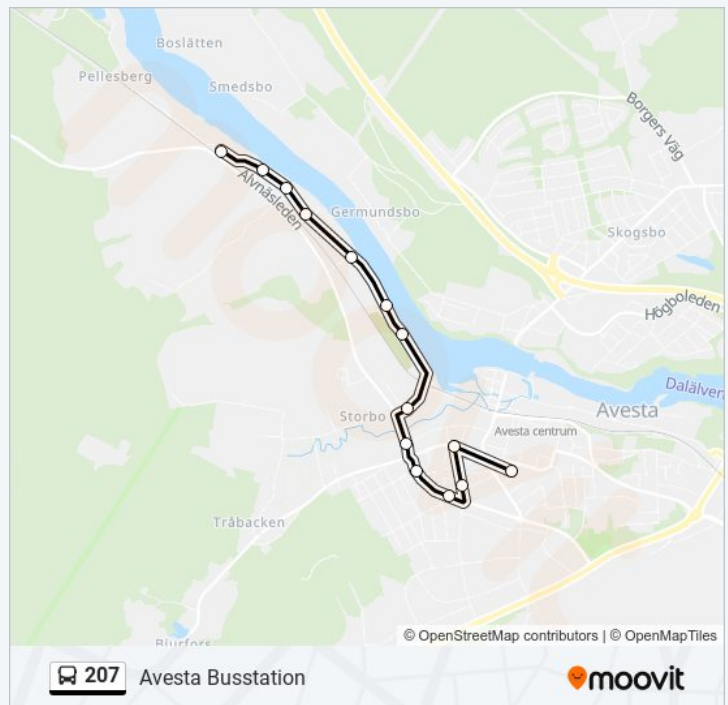 Boslätten
Pellesberg
Smedsbo
Borgers Väg
Älvnäsleden
Germundsbo
Skogsbo
Högboleden
Dalälven
Storbo
Avesta
Avesta centrum
Tråbacken
Blurfors
© OpenStreetMap contributors | © OpenMapTiles
207 Avesta Busstation
moovit